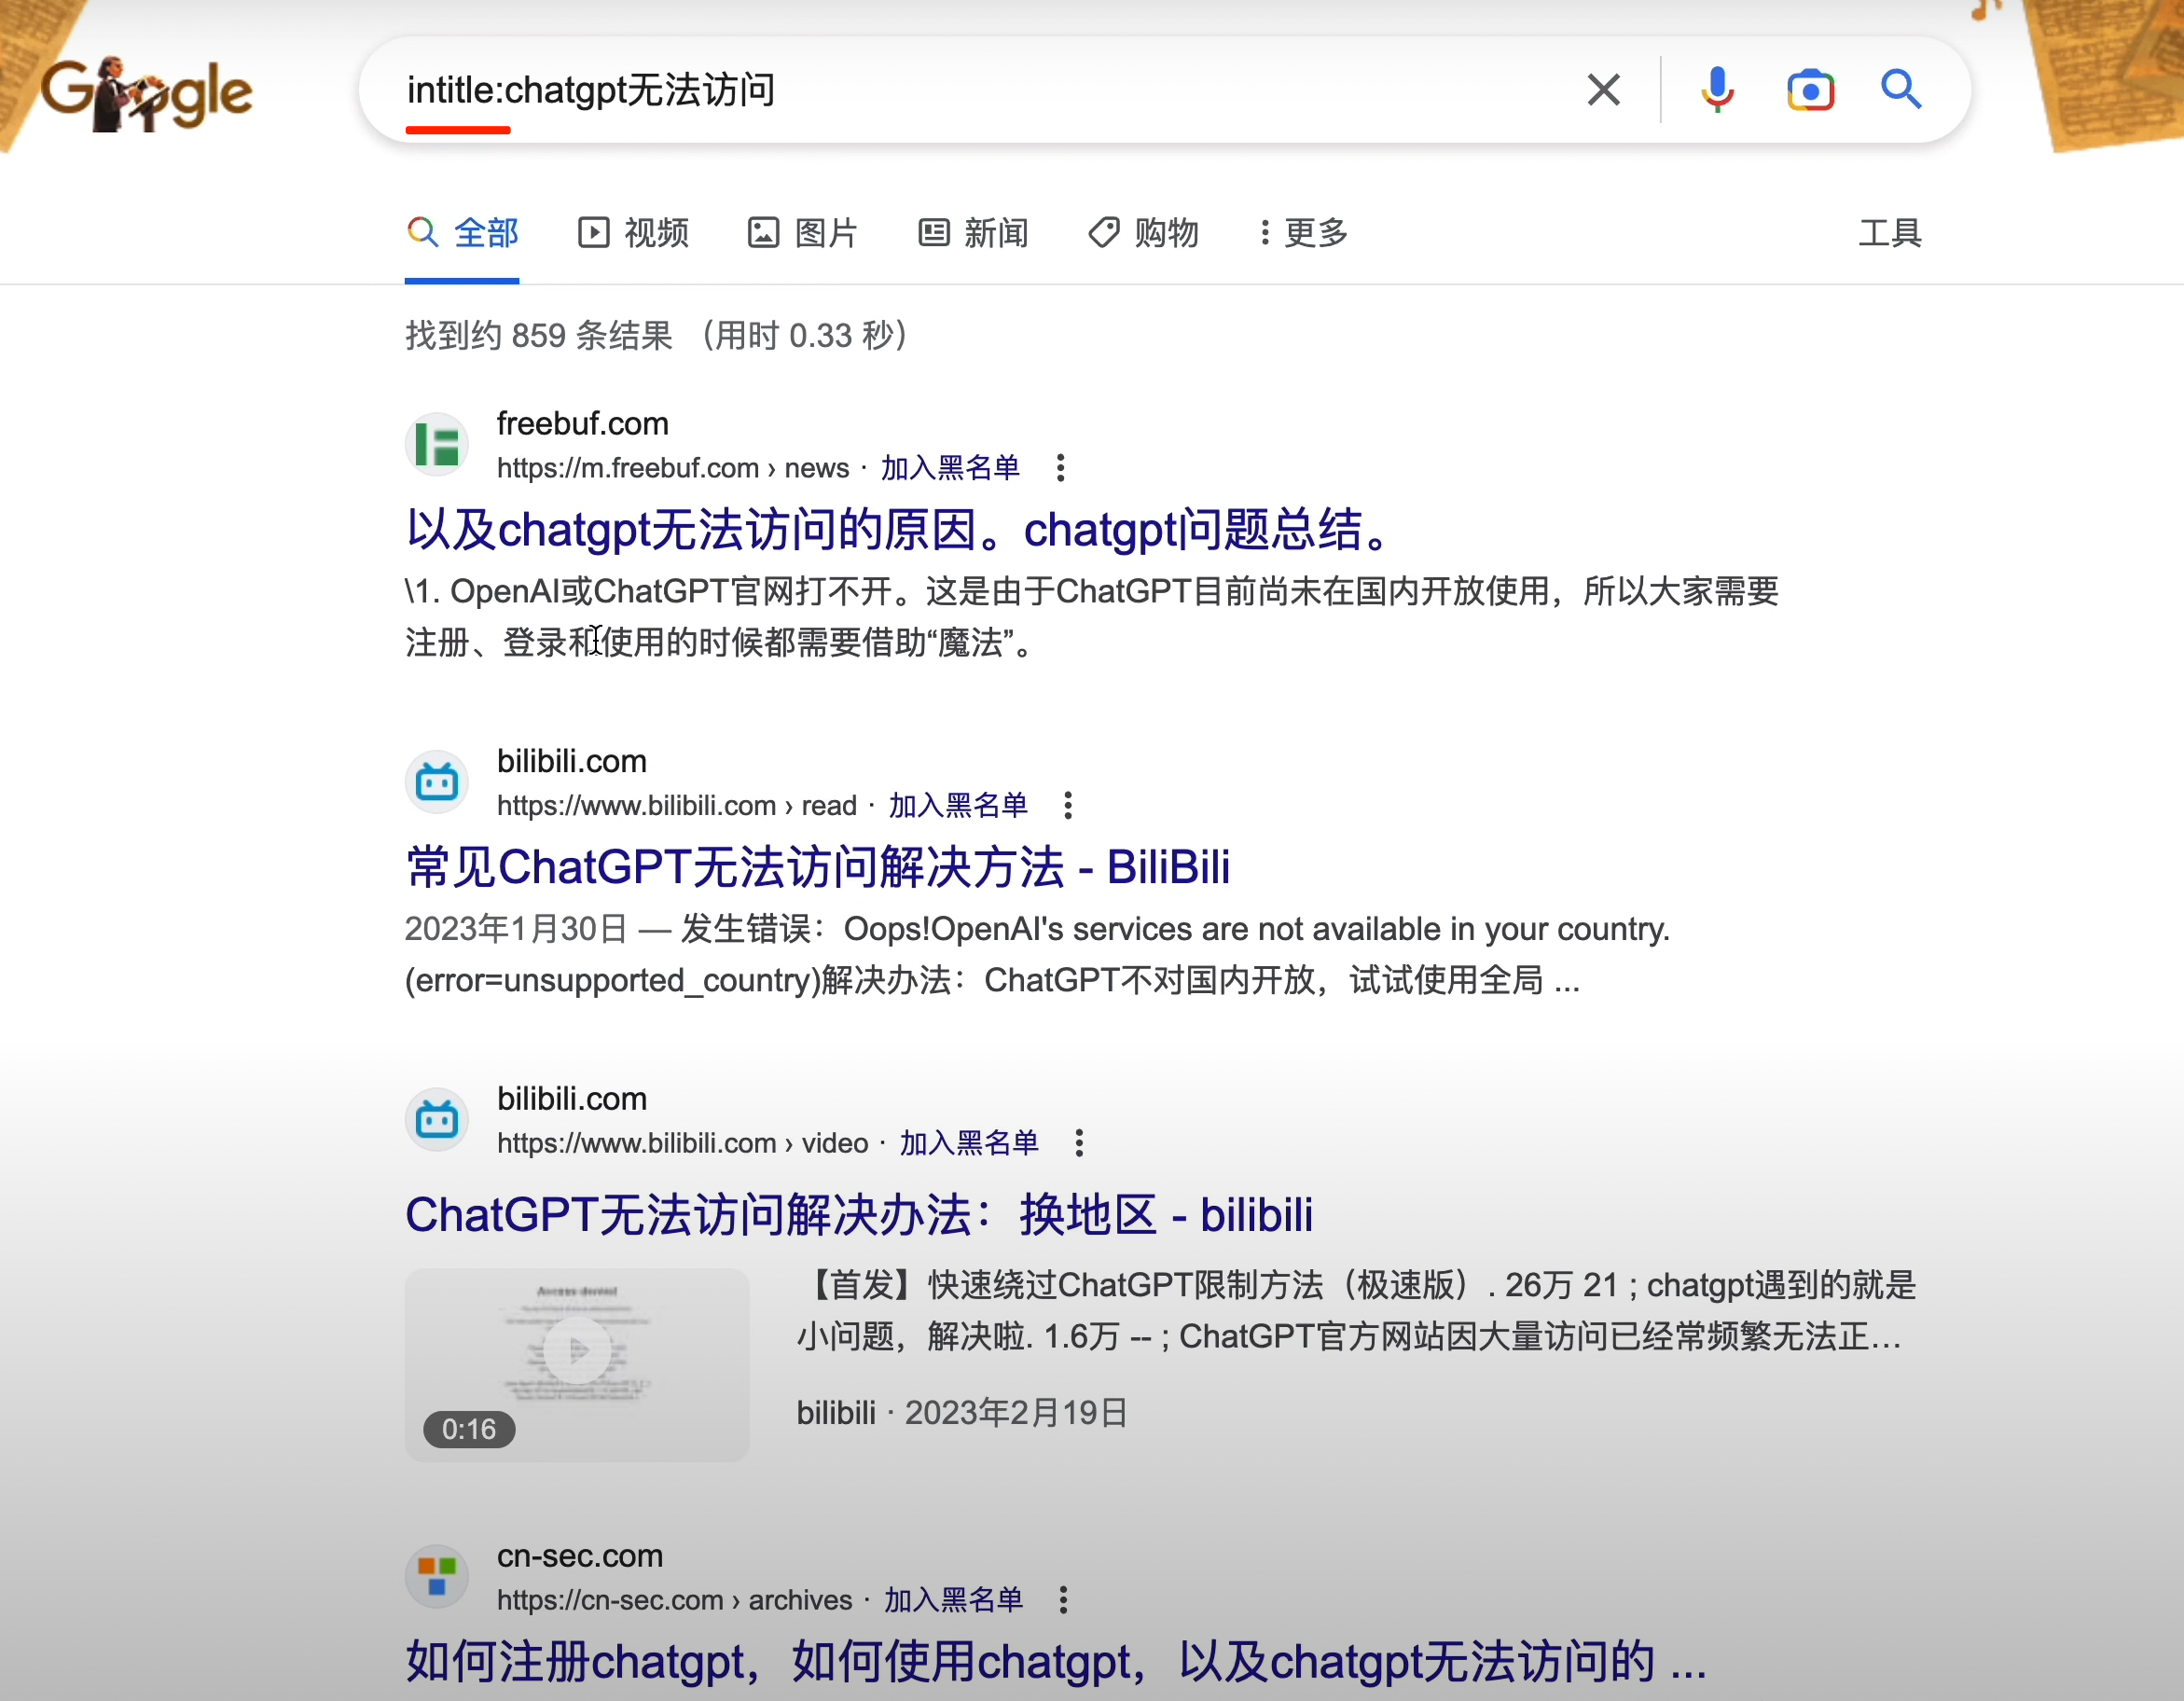 Google
intitle:chatgpt无法访问
全部 视频 图片 新闻 购物 更多 工具
找到约 859 条结果 （用时 0.33 秒）
freebuf.com
https://m.freebuf.com › news · 加入黑名单
以及chatgpt无法访问的原因。chatgpt问题总结。
\1. OpenAI或ChatGPT官网打不开。这是由于ChatGPT目前尚未在国内开放使用，所以大家需要
注册、登录和使用的时候都需要借助“魔法”。
bilibili.com
https://www.bilibili.com › read · 加入黑名单
常见ChatGPT无法访问解决方法 - BiliBili
2023年1月30日 — 发生错误：Oops!OpenAI's services are not available in your country.
(error=unsupported_country)解决办法：ChatGPT不对国内开放，试试使用全局 ...
bilibili.com
https://www.bilibili.com › video · 加入黑名单
ChatGPT无法访问解决办法：换地区 - bilibili
Access denied
0:16
【首发】快速绕过ChatGPT限制方法（极速版）. 26万 21 ; chatgpt遇到的就是
小问题，解决啦. 1.6万 -- ; ChatGPT官方网站因大量访问已经常频繁无法正...
bilibili · 2023年2月19日
cn-sec.com
https://cn-sec.com › archives · 加入黑名单
如何注册chatgpt，如何使用chatgpt，以及chatgpt无法访问的 ...